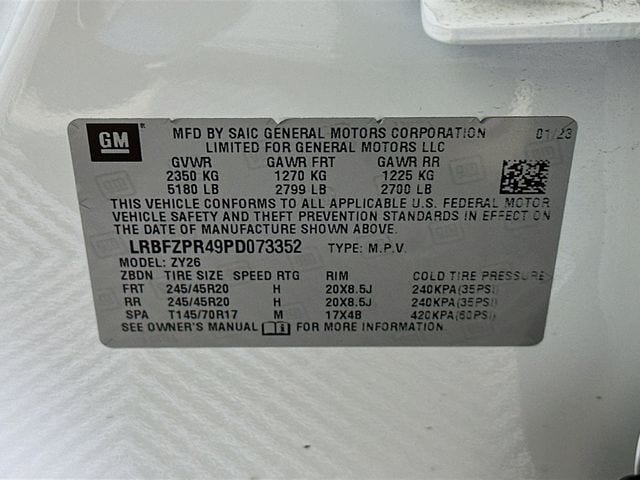 GM ® MFD BY SAIC GENERAL MOTORS CORPORATION 01/23
LIMITED FOR GENERAL MOTORS LLC
GVWR GAWR FRT GAWR RR
2350 KG 1270 KG 1225 KG
5180 LB 2799 LB 2700 LB
THIS VEHICLE CONFORMS TO ALL APPLICABLE U.S. FEDERAL
VEHICLE SAFETY AND THEFT PREVENTION STANDARDS IN EFFECT ON
THE DATE OF MANUFACTURE SHOWN ABOVE.
LRBFZPR49PD073352 TYPE: M.P.V.
MODEL: ZY26
ZBDN TIRE SIZE SPEED RTG RIM COLD TIRE PRESSURE
FRT 245/45R20 H 20X8.5J 240KPA(35PSI)
RR 245/45R20 H 20X8.5J 240KPA(35PSI)
SPA T145/70R17 M 17X4B 420KPA(60PSI)
SEE OWNER'S MANUAL FOR MORE INFORMATION